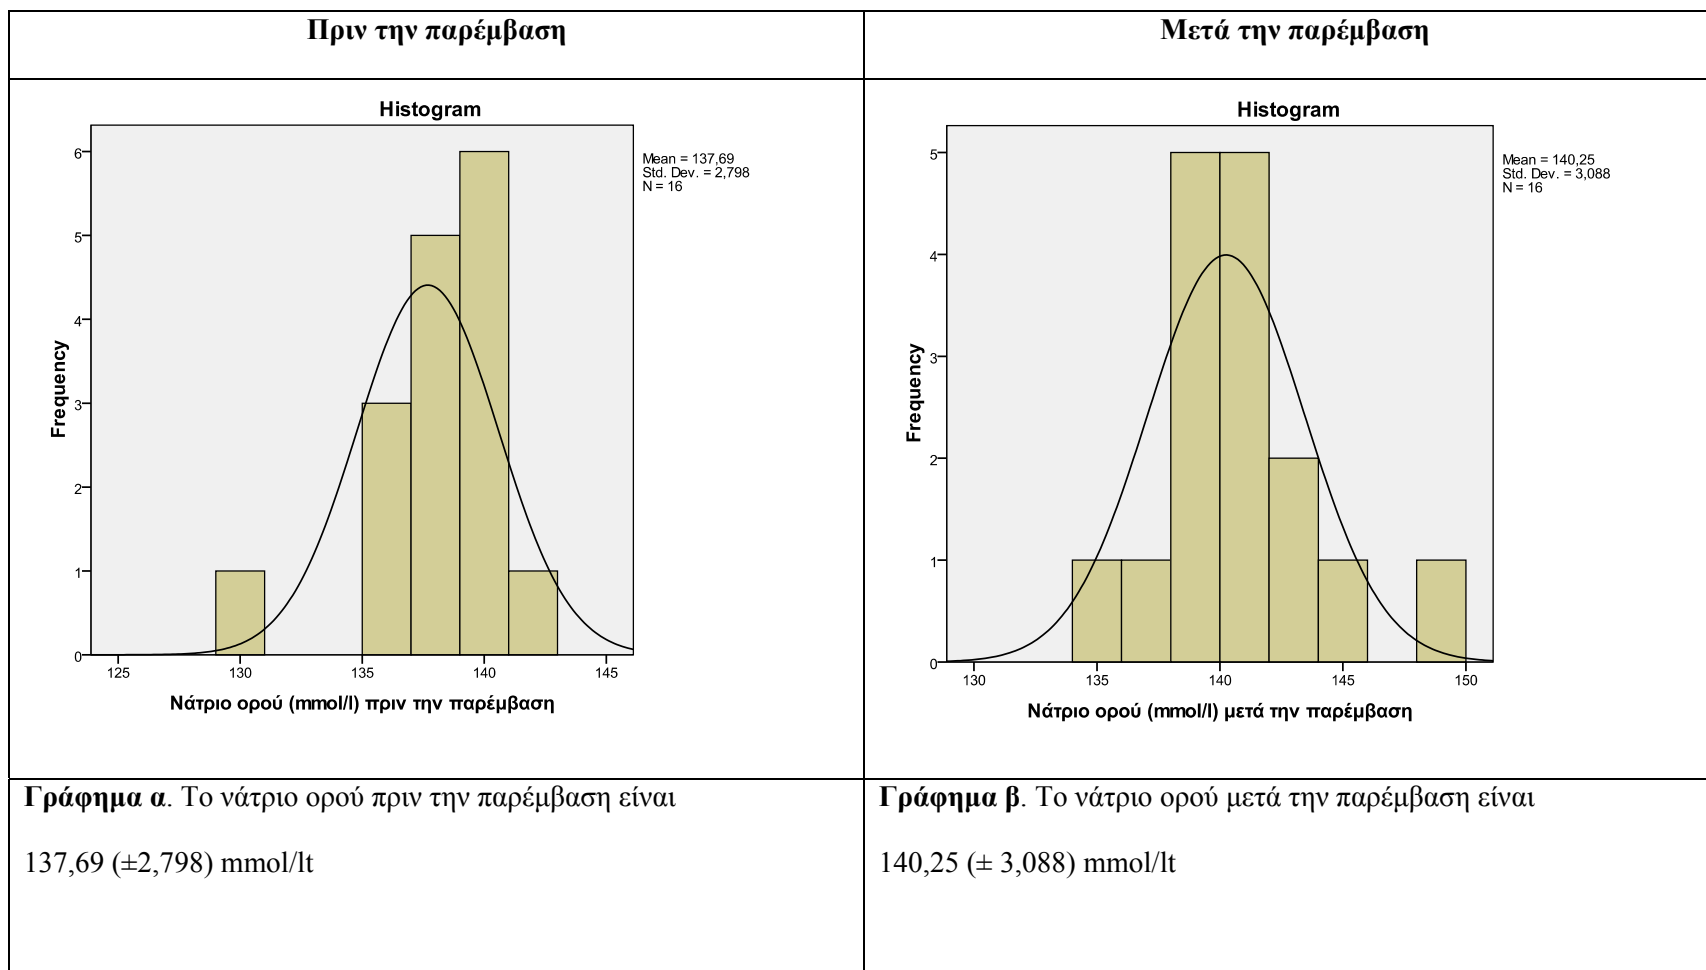 Πριν την παρέμβαση
Μετά την παρέμβαση
Histogram
Mean = 137,69
Std. Dev. = 2,798
N = 16
6
5
4
3
2
1
0
Frequency
125
130
135
140
145
Νάτριο ορού (mmol/l) πριν την παρέμβαση
Histogram
Mean = 140,25
Std. Dev. = 3,088
N = 16
5
4
3
2
1
0
Frequency
130
135
140
145
150
Νάτριο ορού (mmol/l) μετά την παρέμβαση
Γράφημα α. Το νάτριο ορού πριν την παρέμβαση είναι
137,69 (±2,798) mmol/lt
Γράφημα β. Το νάτριο ορού μετά την παρέμβαση είναι
140,25 (± 3,088) mmol/lt